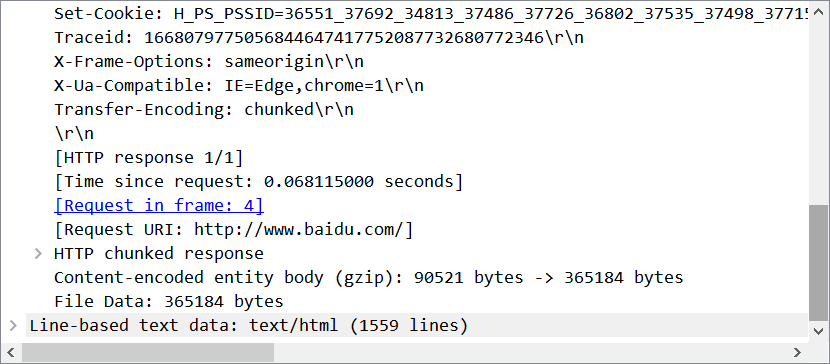 Set-Cookie: H_PS_PSSID=36551_37692_34813_37486_37726_36802_37535_37498_37715
Traceid: 1668079775056844647417752087732680772346\r\n
X-Frame-Options: sameorigin\r\n
X-Ua-Compatible: IE=Edge,chrome=1\r\n
Transfer-Encoding: chunked\r\n
\r\n
[HTTP response 1/1]
[Time since request: 0.068115000 seconds]
[Request in frame: 4]
[Request URI: http://www.baidu.com/]
HTTP chunked response
Content-encoded entity body (gzip): 90521 bytes -> 365184 bytes
File Data: 365184 bytes
Line-based text data: text/html (1559 lines)